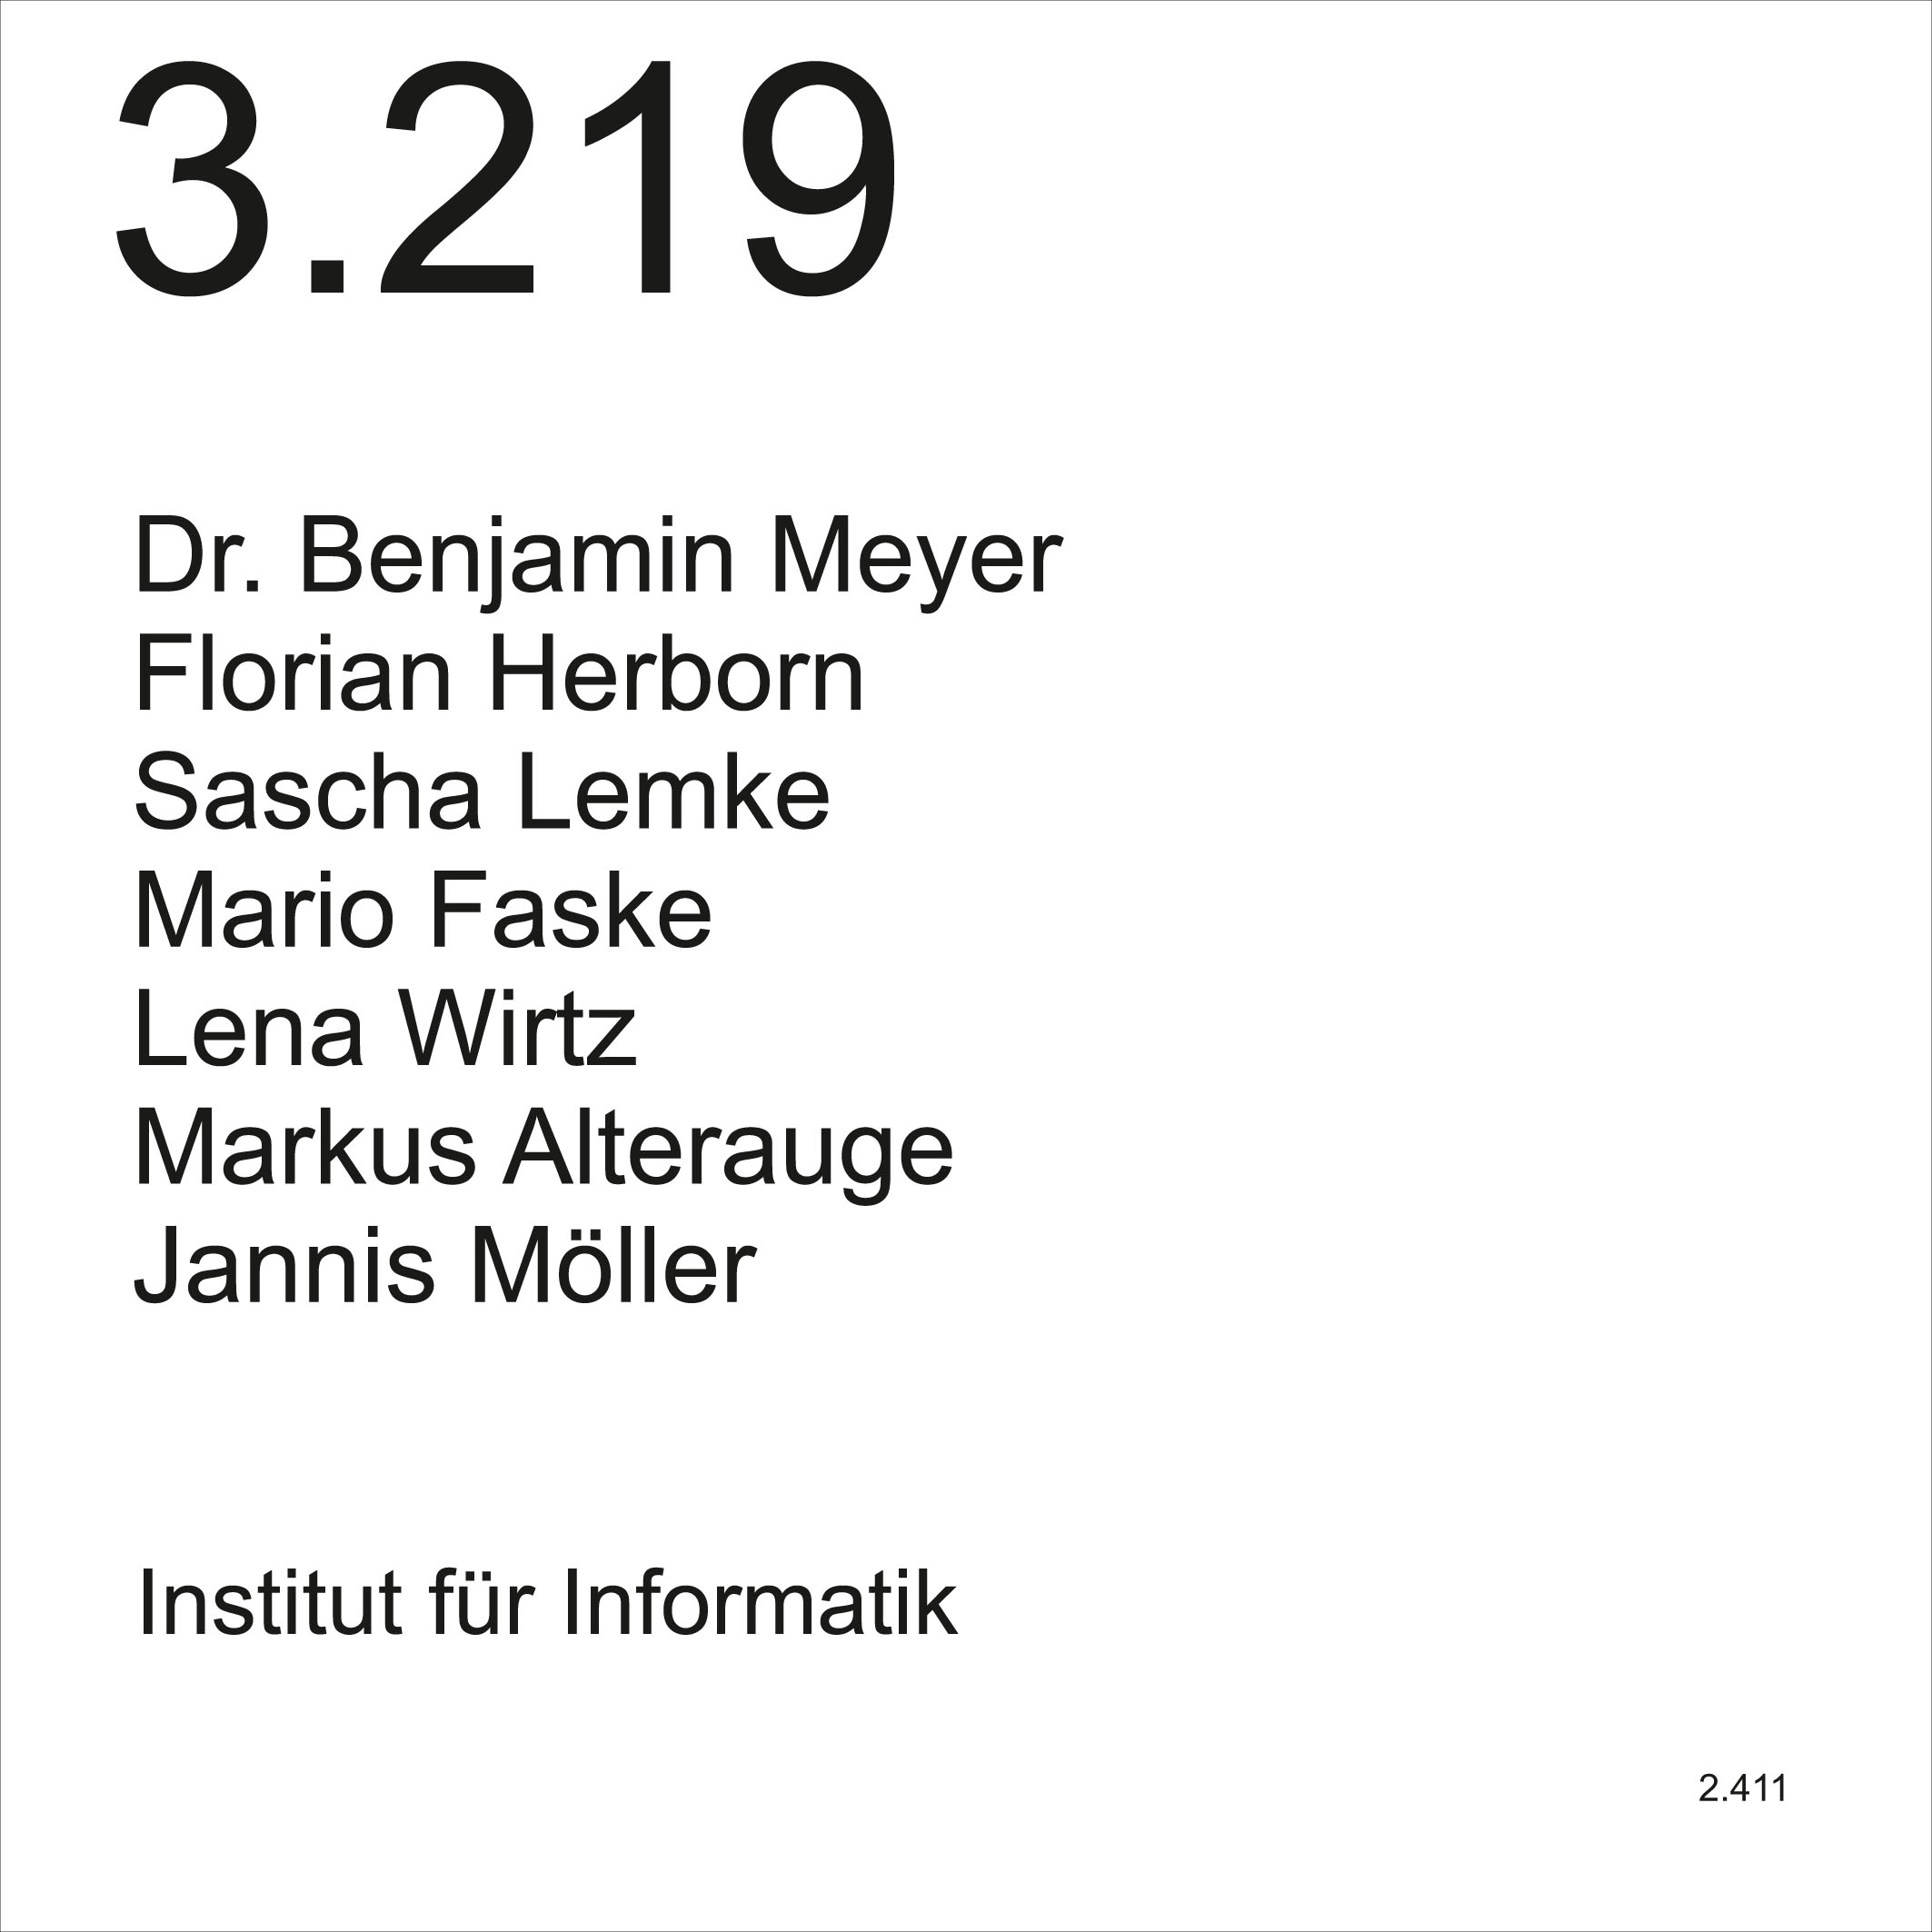 3.219
Dr. Benjamin Meyer
Florian Herborn
Sascha Lemke
Mario Faske
Lena Wirtz
Markus Alterauge
Jannis Möller
Institut für Informatik
2.411